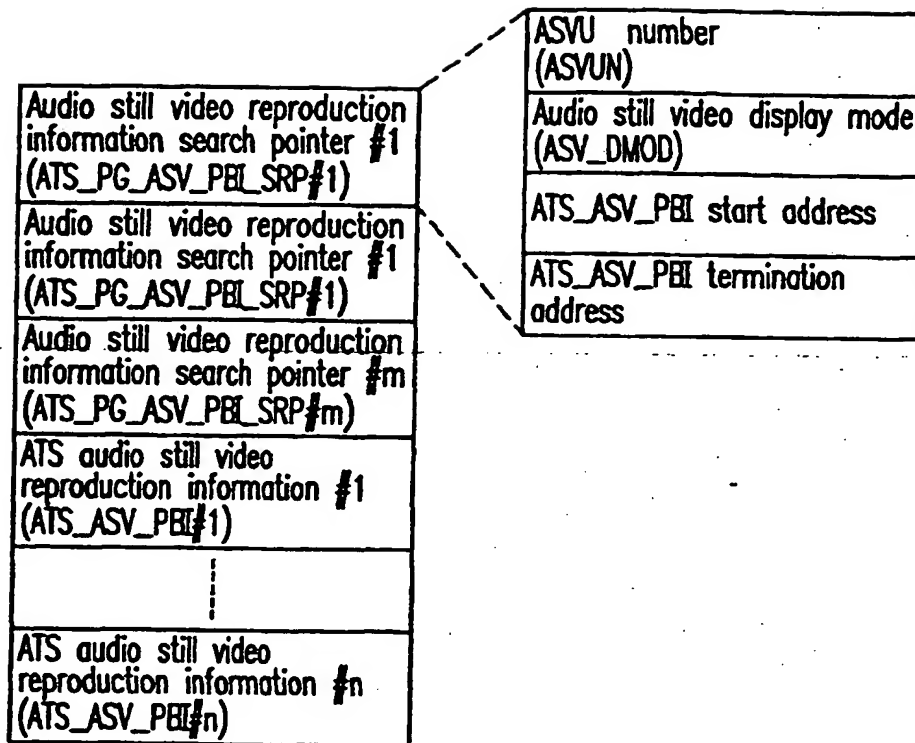 Audio still video reproduction
information search pointer #1
(ATS_PG_ASV_PBI_SRP#1)
Audio still video reproduction
information search pointer #1
(ATS_PG_ASV_PBI_SRP#1)
Audio still video reproduction
information search pointer #m
(ATS_PG_ASV_PBI_SRP#m)
ATS audio still video
reproduction information #1
(ATS_ASV_PBI#1)
ATS audio still video
reproduction information #n
(ATS_ASV_PBI#n)
ASVU number
(ASVUN)
Audio still video display mode
(ASV_DMOD)
ATS_ASV_PBI start address
ATS_ASV_PBI termination
address